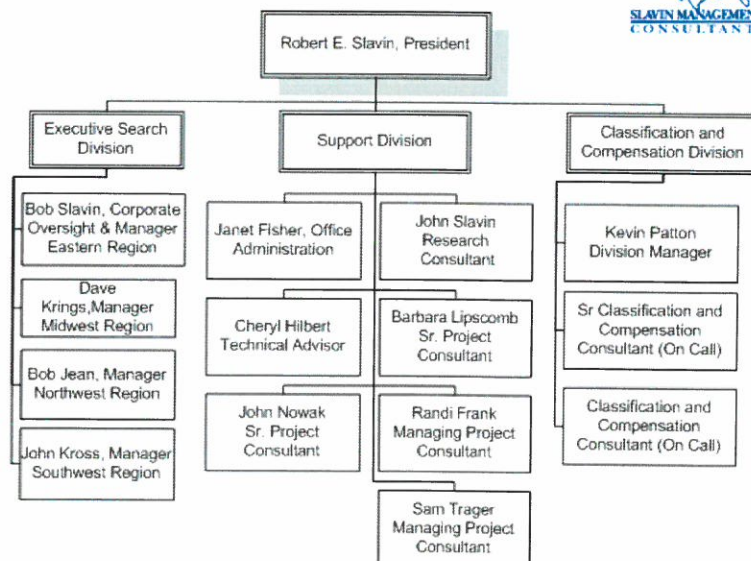 SLAVIN MANAGEMENT
CONSULTANT
Robert E. Slavin, President
Executive Search
Division
Support Division
Classification and
Compensation Division
Bob Slavin, Corporate
Oversight & Manager
Eastern Region
Dave
Krings,Manager
Midwest Region
Bob Jean, Manager
Northwest Region
John Kross, Manager
Southwest Region
Janet Fisher, Office
Administration
John Slavin
Research
Consultant
Cheryl Hilbert
Technical Advisor
Barbara Lipscomb
Sr. Project
Consultant
John Nowak
Sr. Project
Consultant
Randi Frank
Managing Project
Consultant
Sam Trager
Managing Project
Consultant
Kevin Patton
Division Manager
Sr Classification and
Compensation
Consultant (On Call)
Classification and
Compensation
Consultant (On Call)